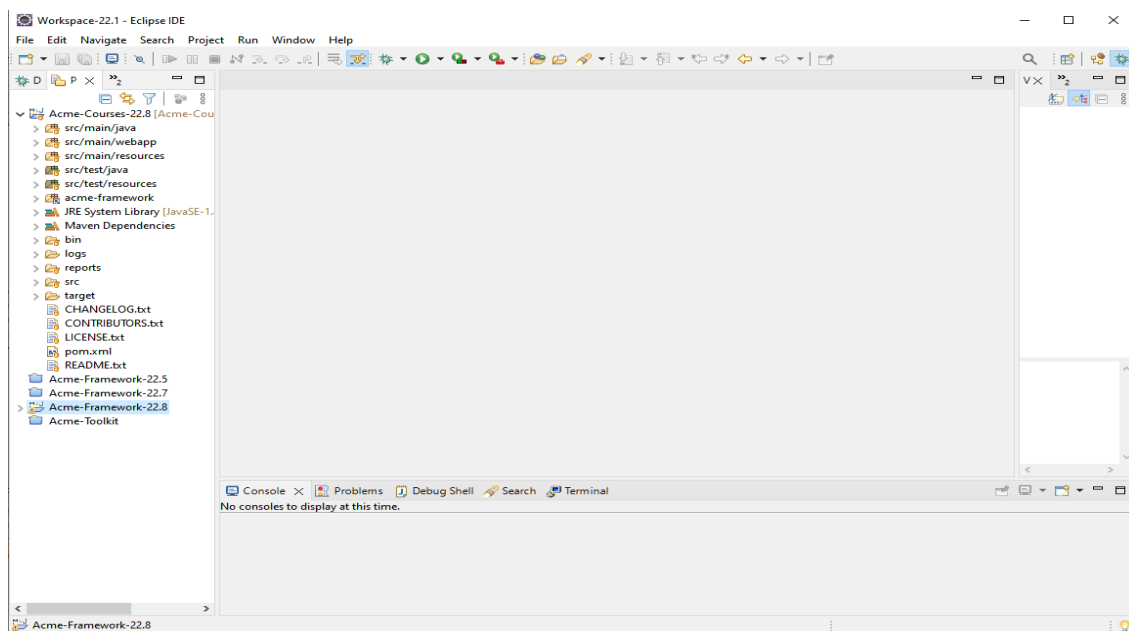 Workspace-22.1 - Eclipse IDE
File Edit Navigate Search Project Run Window Help
D P 2
V 2
Acme-Courses-22.8 [Acme-Cou
src/main/java
src/main/webapp
src/main/resources
src/test/java
src/test/resources
acme-framework
JRE System Library [JavaSE-1.
Maven Dependencies
bin
logs
reports
src
target
CHANGELOG.txt
CONTRIBUTORS.txt
LICENSE.txt
pom.xml
README.txt
Acme-Framework-22.5
Acme-Framework-22.7
Acme-Framework-22.8
Acme-Toolkit
Console Problems Debug Shell Search Terminal
No consoles to display at this time.
Acme-Framework-22.8